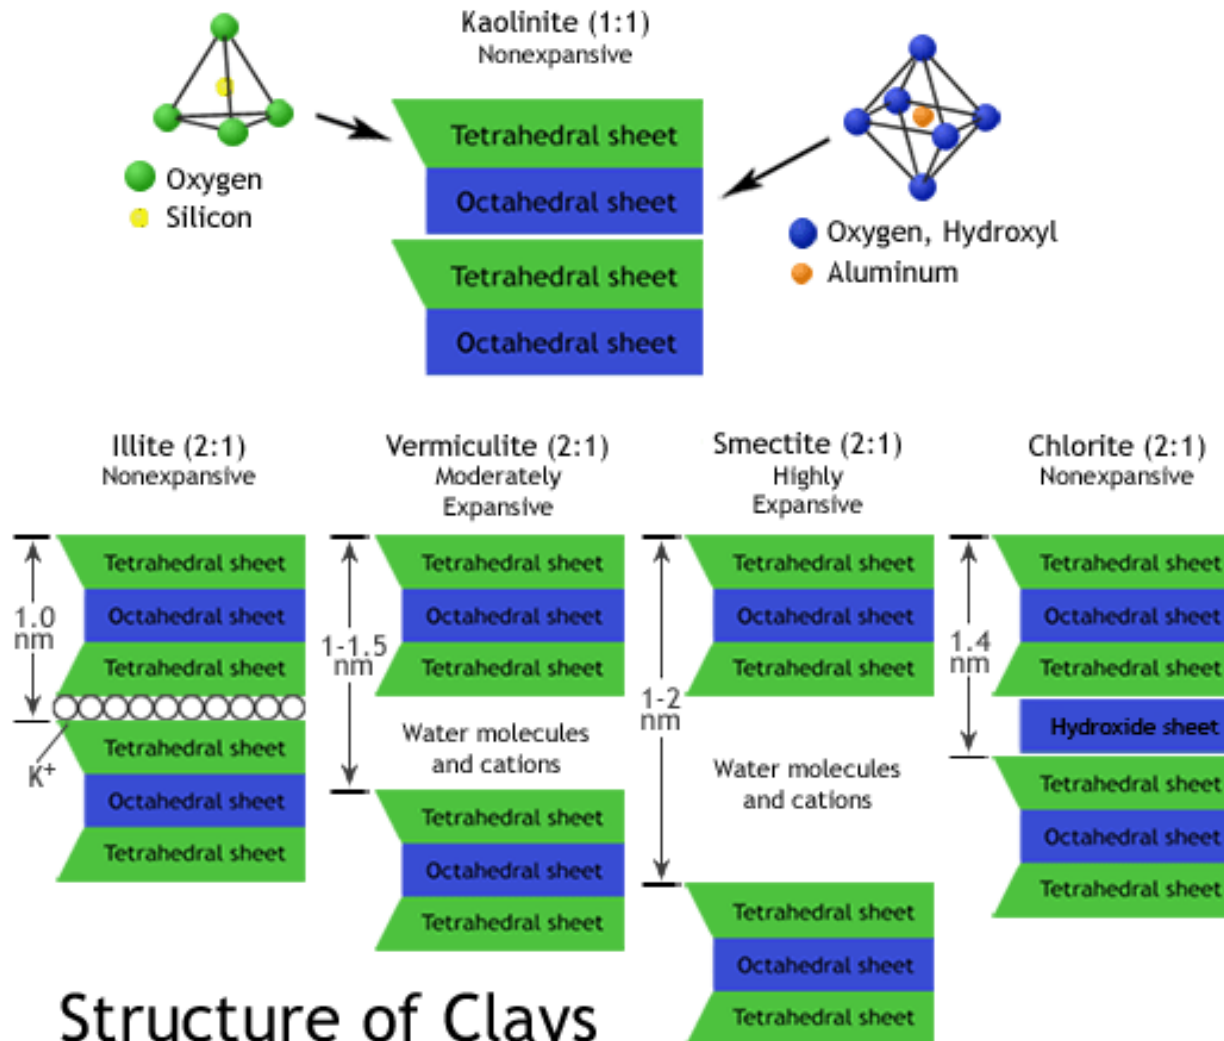 Kaolinite (1:1)
Nonexpansive
Tetrahedral sheet
Octahedral sheet
Tetrahedral sheet
Octahedral sheet
Oxygen
Silicon
Oxygen, Hydroxyl
Aluminum
Illite (2:1)
Nonexpansive
1.0
nm
Tetrahedral sheet
Octahedral sheet
Tetrahedral sheet
K⁺
Tetrahedral sheet
Octahedral sheet
Tetrahedral sheet
Vermiculite (2:1)
Moderately
Expansive
1-1.5
nm
Tetrahedral sheet
Octahedral sheet
Tetrahedral sheet
Water molecules
and cations
Tetrahedral sheet
Octahedral sheet
Tetrahedral sheet
Smectite (2:1)
Highly
Expansive
1-2
nm
Tetrahedral sheet
Octahedral sheet
Tetrahedral sheet
Water molecules
and cations
Tetrahedral sheet
Octahedral sheet
Tetrahedral sheet
Chlorite (2:1)
Nonexpansive
1.4
nm
Tetrahedral sheet
Octahedral sheet
Tetrahedral sheet
Hydroxide sheet
Tetrahedral sheet
Octahedral sheet
Tetrahedral sheet
Structure of Clays